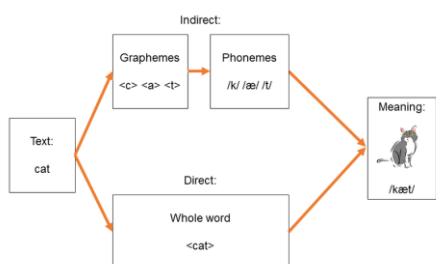 Indirect:
Graphemes
<c> <a> <t>
Phonemes
/k/ /æ/ /t/
Text:
cat
Meaning:
/kæt/
Direct:
Whole word
<cat>